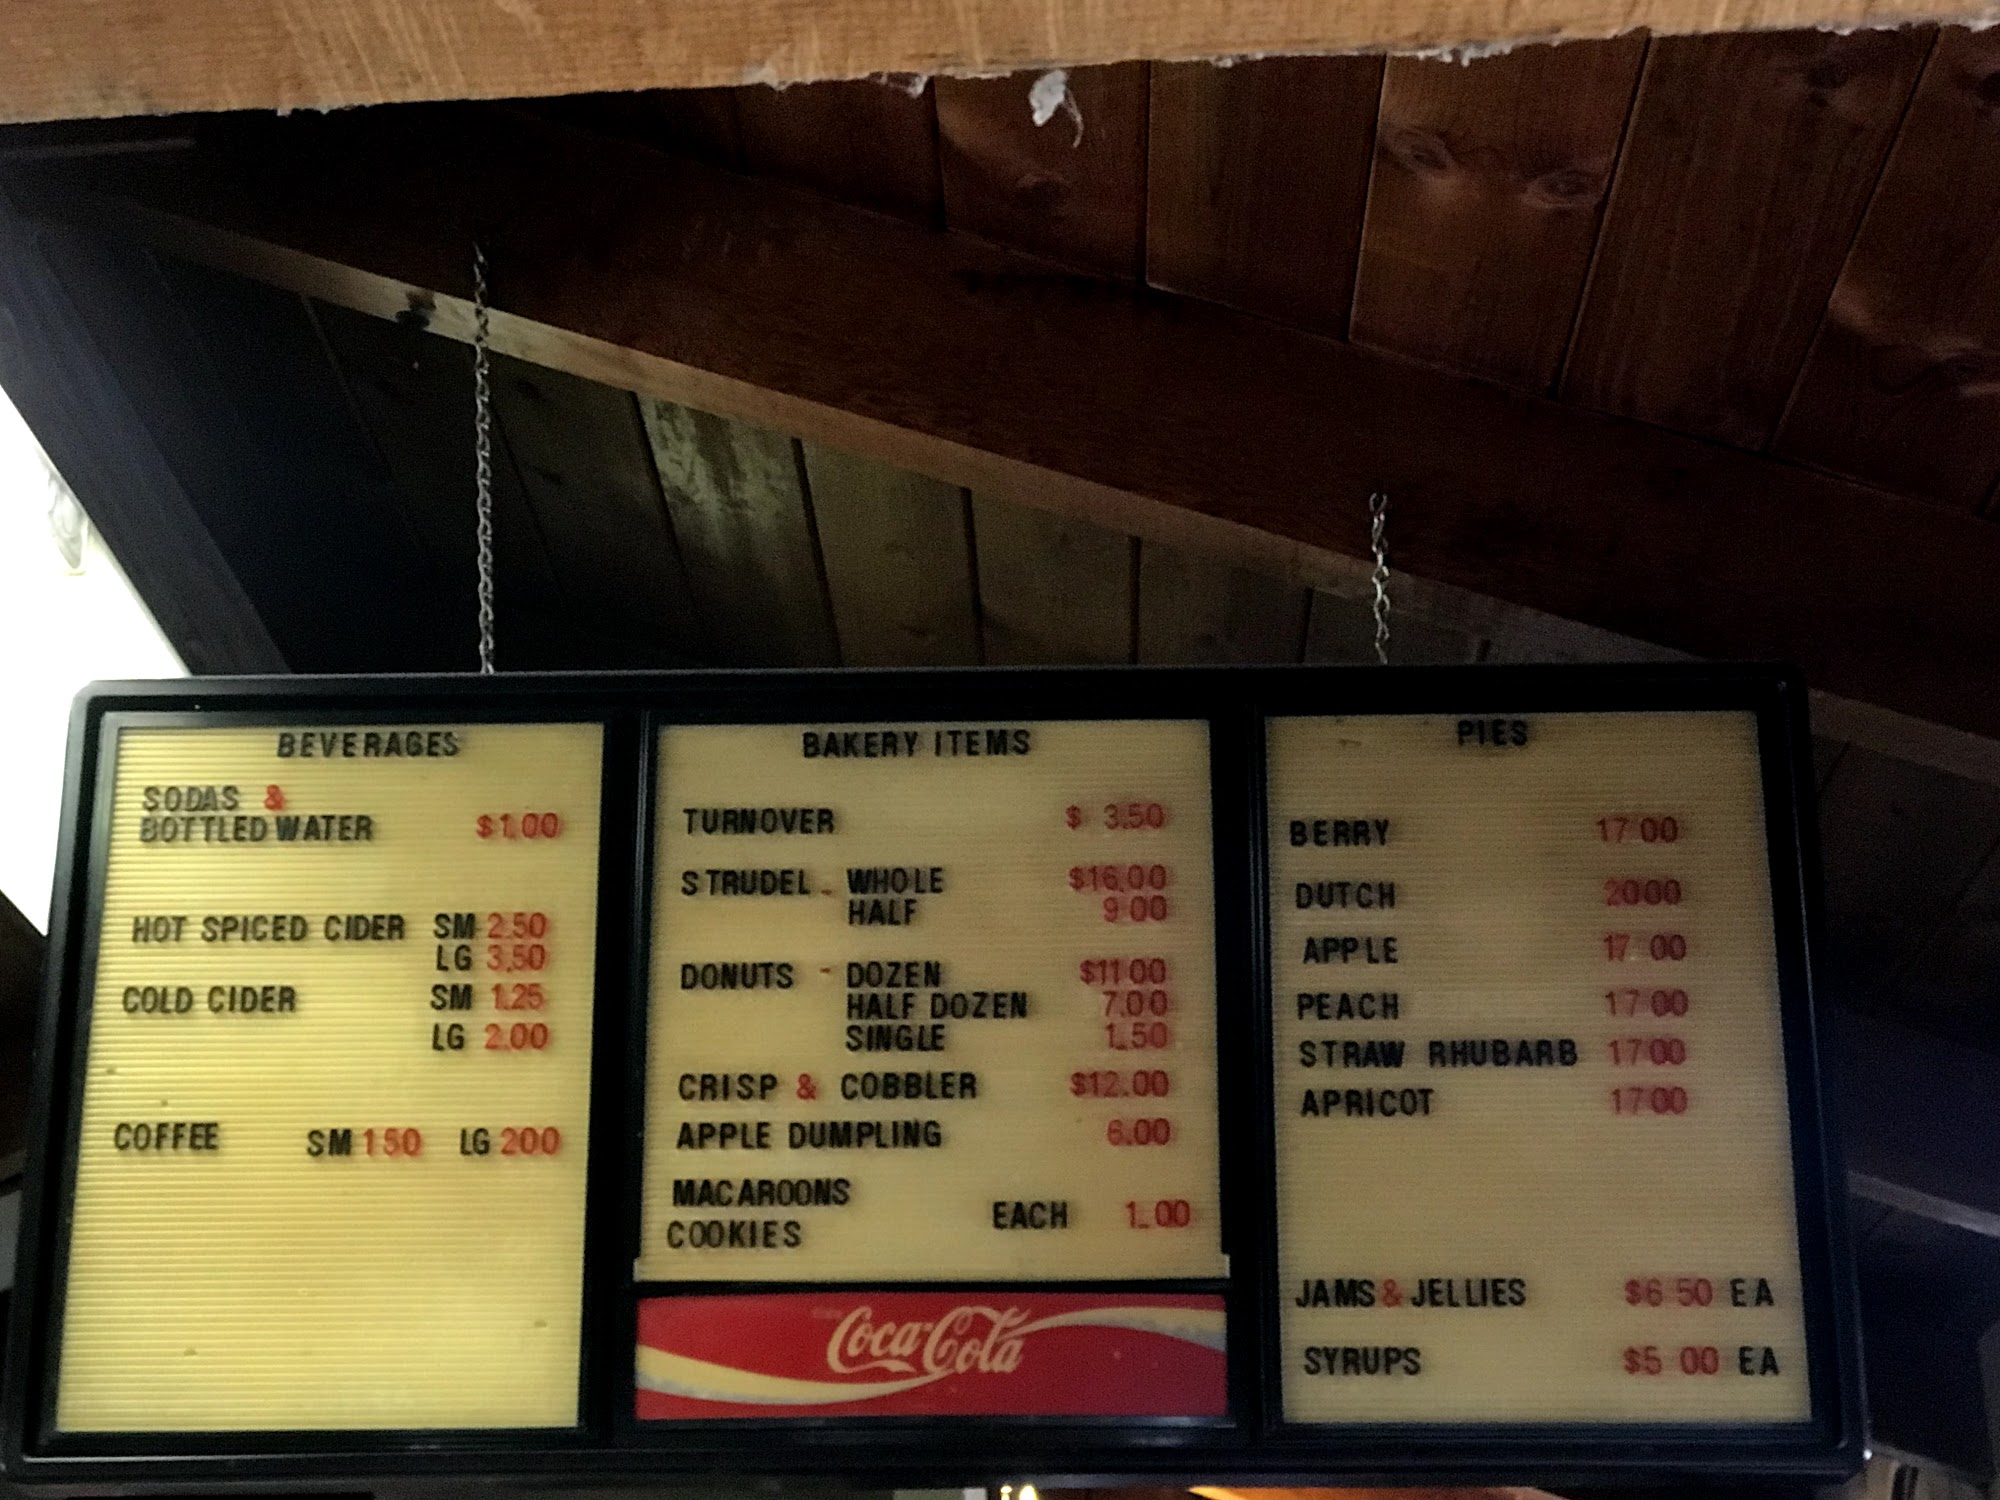 BEVERAGES
SODAS &
BOTTLED WATER $1.00
HOT SPICED CIDER SM 2.50
LG 3.50
COLD CIDER SM 1.25
LG 2.00
COFFEE SM 1 50 LG 2 00
BAKERY ITEMS
TURNOVER $ 3.50
STRUDEL - WHOLE $16.00
HALF 9 00
DONUTS - DOZEN $11 00
HALF DOZEN 7.00
SINGLE 1.50
CRISP & COBBLER $12.00
APPLE DUMPLING 6.00
MACAROONS
COOKIES EACH 1.00
Coca-Cola
PIES
BERRY 17 00
DUTCH 20 00
APPLE 17 00
PEACH 17 00
STRAW RHUBARB 17 00
APRICOT 17 00
JAMS & JELLIES $6 50 EA
SYRUPS $5 00 EA